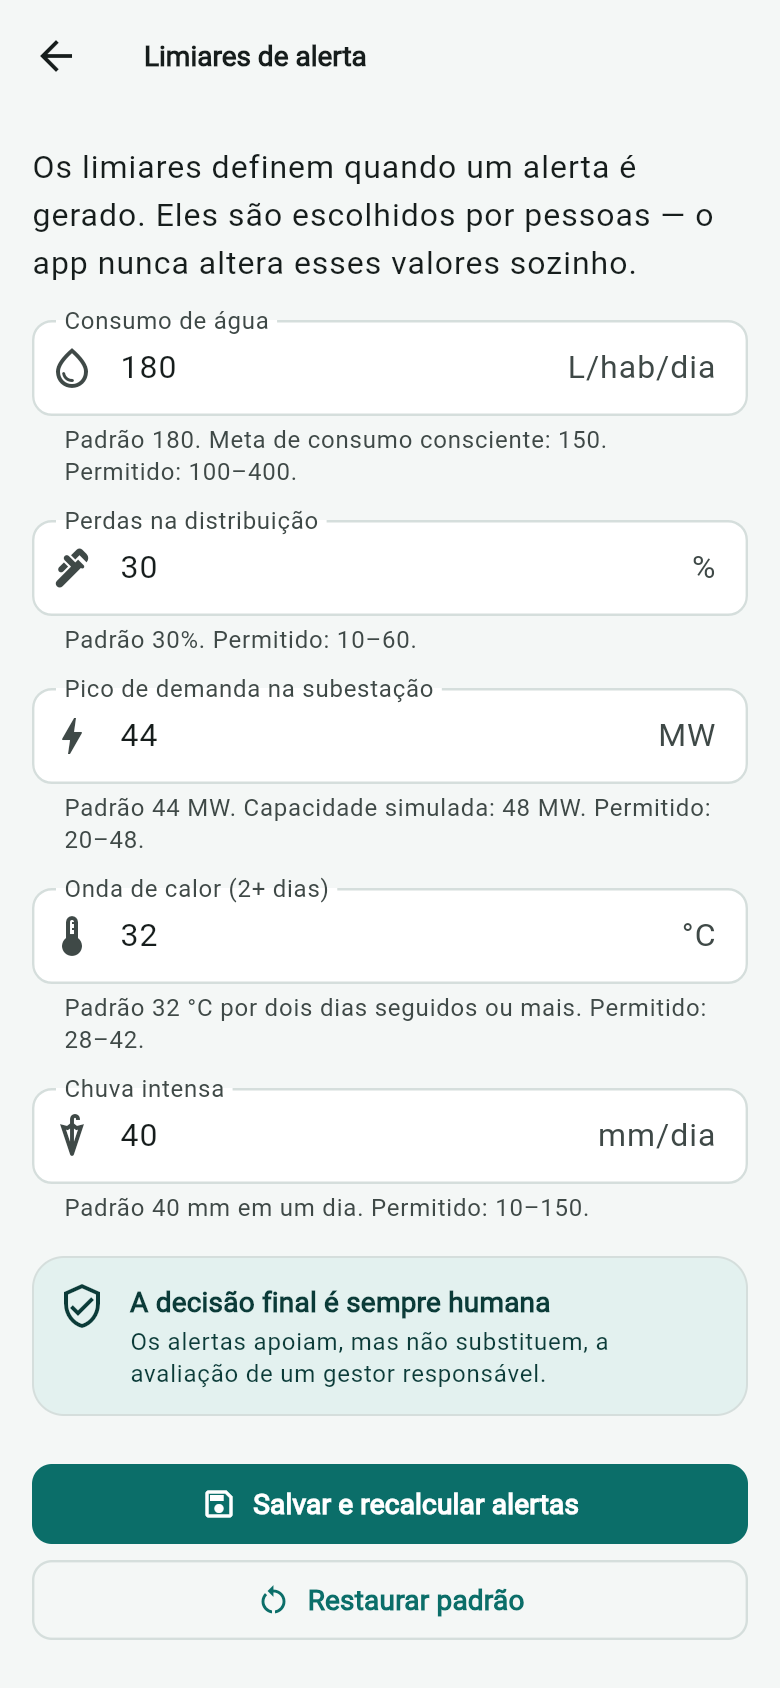 Limiares de alerta
Os limiares definem quando um alerta é
gerado. Eles são escolhidos por pessoas — o
app nunca altera esses valores sozinho.
Consumo de água
180 L/hab/dia
Padrão 180. Meta de consumo consciente: 150.
Permitido: 100–400.
Perdas na distribuição
30 %
Padrão 30%. Permitido: 10–60.
Pico de demanda na subestação
44 MW
Padrão 44 MW. Capacidade simulada: 48 MW. Permitido:
20–48.
Onda de calor (2+ dias)
32 °C
Padrão 32 °C por dois dias seguidos ou mais. Permitido:
28–42.
Chuva intensa
40 mm/dia
Padrão 40 mm em um dia. Permitido: 10–150.
A decisão final é sempre humana
Os alertas apoiam, mas não substituem, a
avaliação de um gestor responsável.
Salvar e recalcular alertas
Restaurar padrão